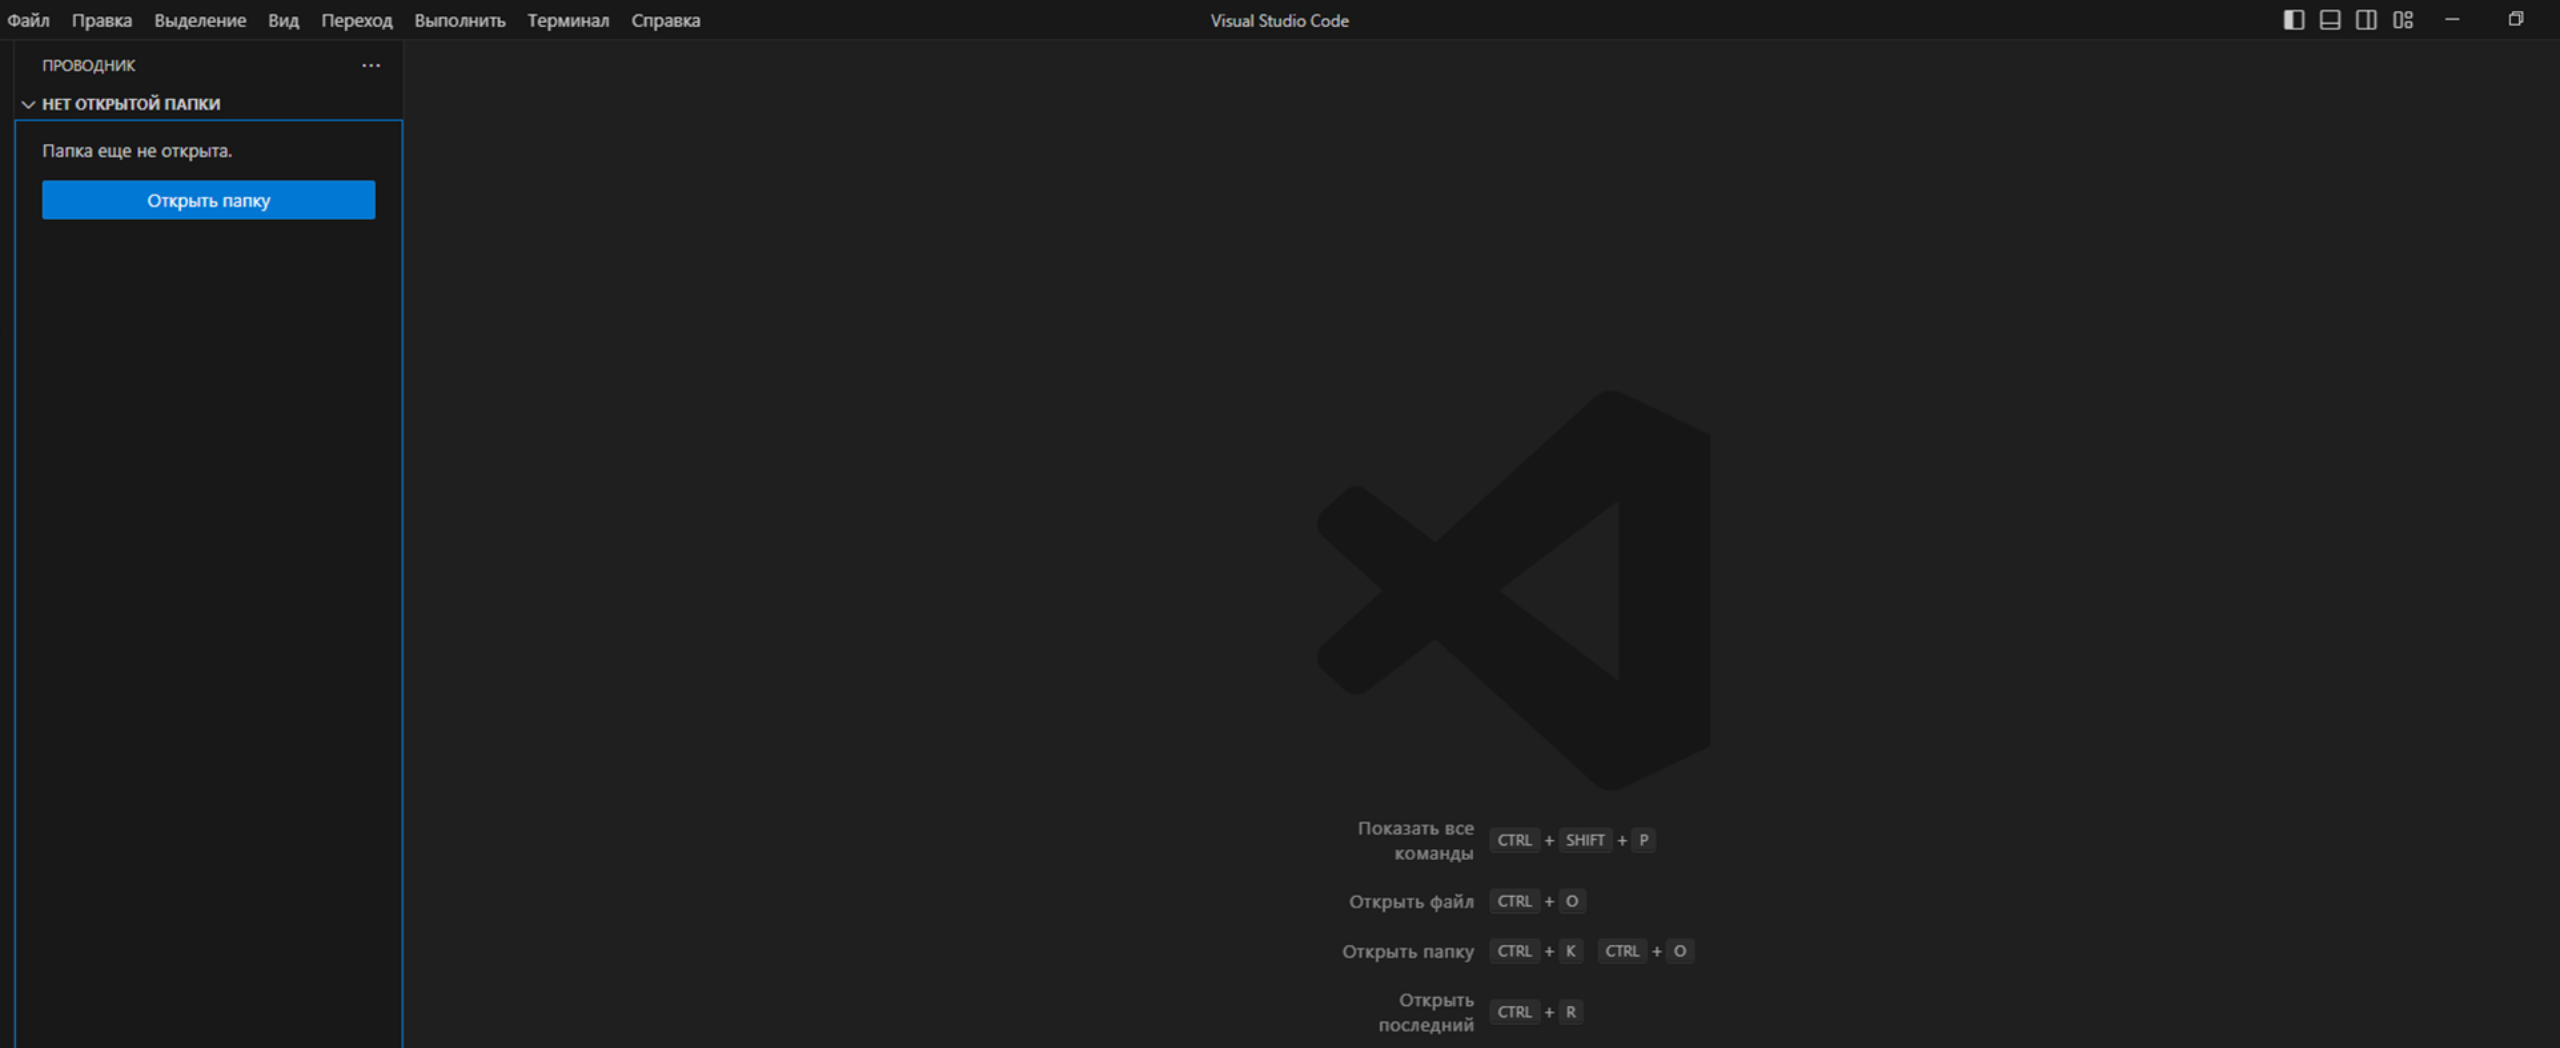 Файл Правка Выделение Вид Переход Выполнить Терминал Справка Visual Studio Code
ПРОВОДНИК ···
НЕТ ОТКРЫТОЙ ПАПКИ
Папка еще не открыта.
Открыть папку
Показать все
команды CTRL + SHIFT + P
Открыть файл CTRL + O
Открыть папку CTRL + K CTRL + O
Открыть
последний CTRL + R